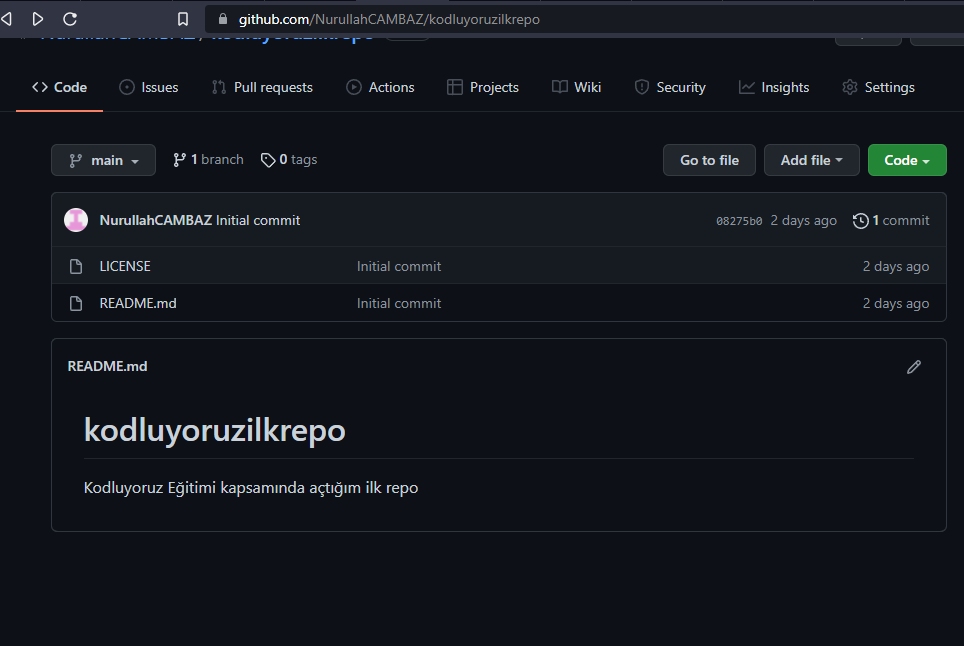 github.com/NurullahCAMBAZ/kodluyoruzilkrepo
Code Issues Pull requests Actions Projects Wiki Security Insights Settings
main 1 branch 0 tags Go to file Add file Code
NurullahCAMBAZ Initial commit 08275b0 2 days ago 1 commit
LICENSE Initial commit 2 days ago
README.md Initial commit 2 days ago
README.md
kodluyoruzilkrepo
Kodluyoruz Eğitimi kapsamında açtığım ilk repo